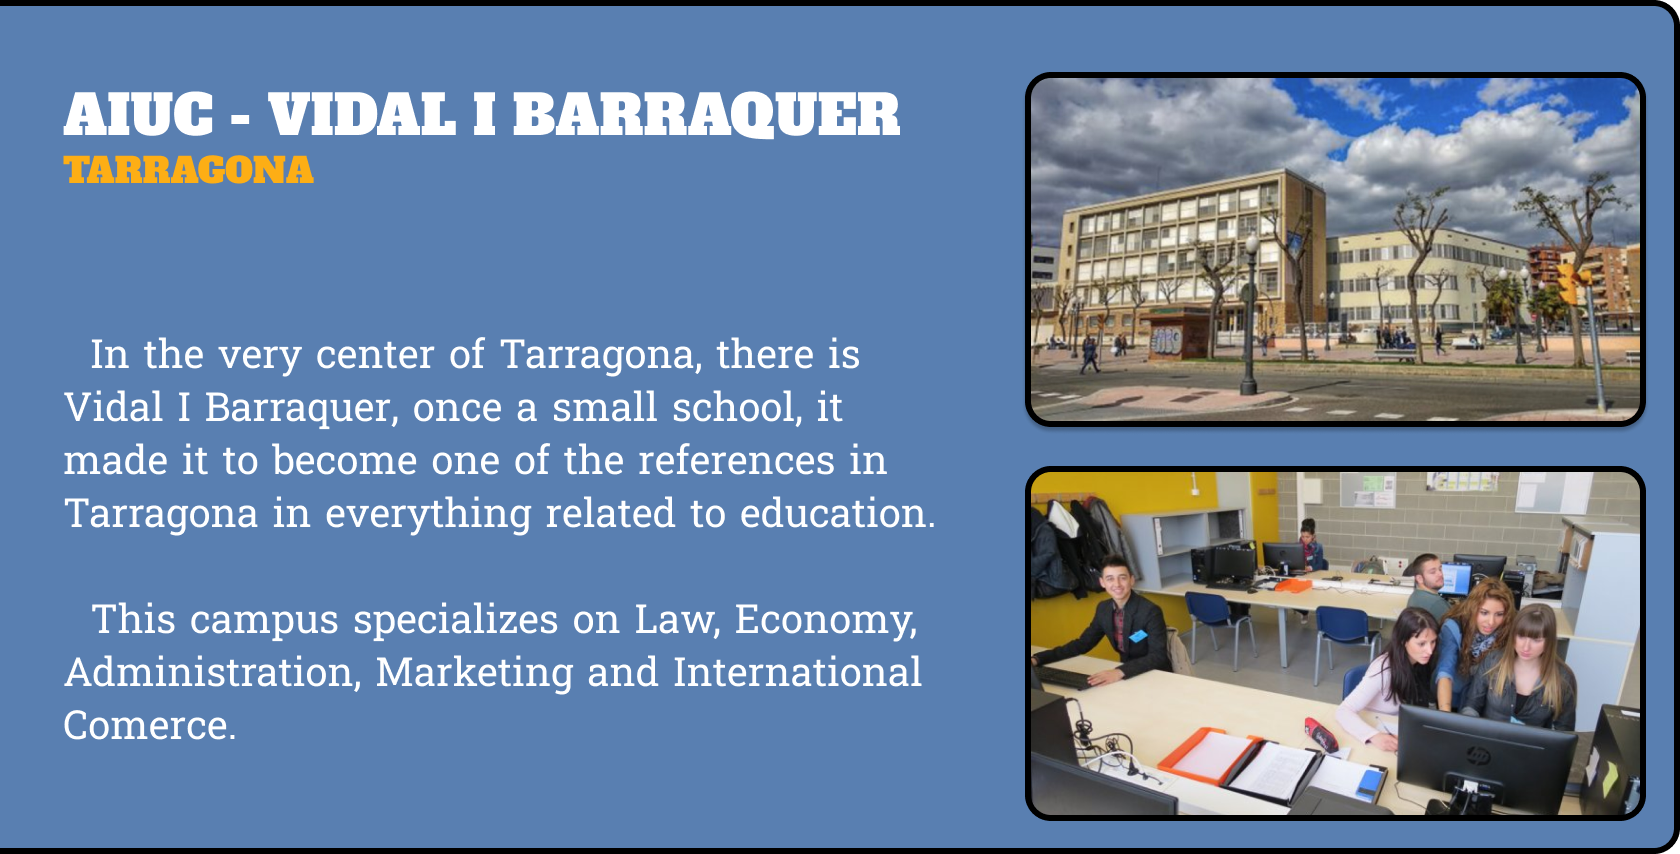 AIUC - VIDAL I BARRAQUER
TARRAGONA
In the very center of Tarragona, there is
Vidal I Barraquer, once a small school, it
made it to become one of the references in
Tarragona in everything related to education.
This campus specializes on Law, Economy,
Administration, Marketing and International
Comerce.
hp